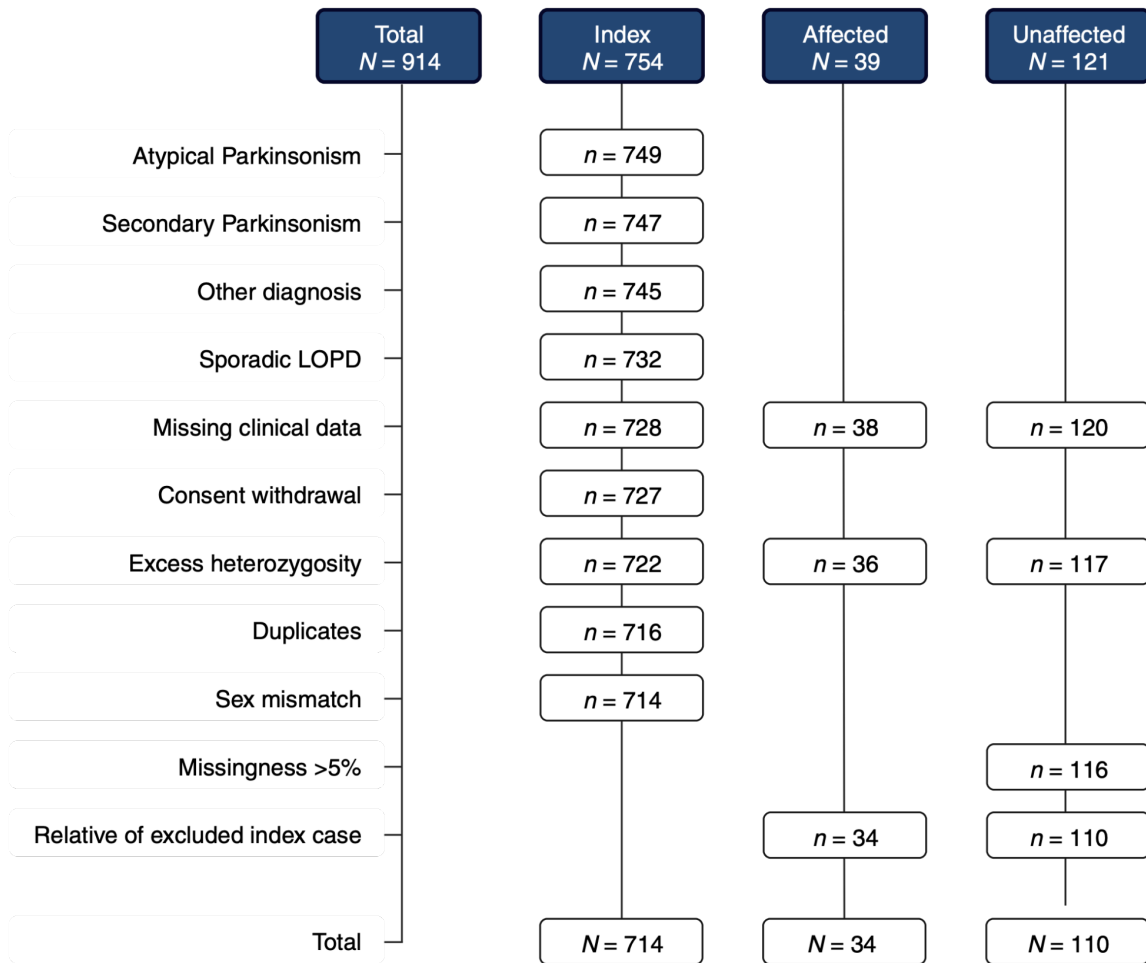 Total
N = 914
Index
N = 754
Affected
N = 39
Unaffected
N = 121
Atypical Parkinsonism
n = 749
Secondary Parkinsonism
n = 747
Other diagnosis
n = 745
Sporadic LOPD
n = 732
Missing clinical data
n = 728
n = 38
n = 120
Consent withdrawal
n = 727
Excess heterozygosity
n = 722
n = 36
n = 117
Duplicates
n = 716
Sex mismatch
n = 714
Missingness >5%
n = 116
Relative of excluded index case
n = 34
n = 110
Total
N = 714
N = 34
N = 110